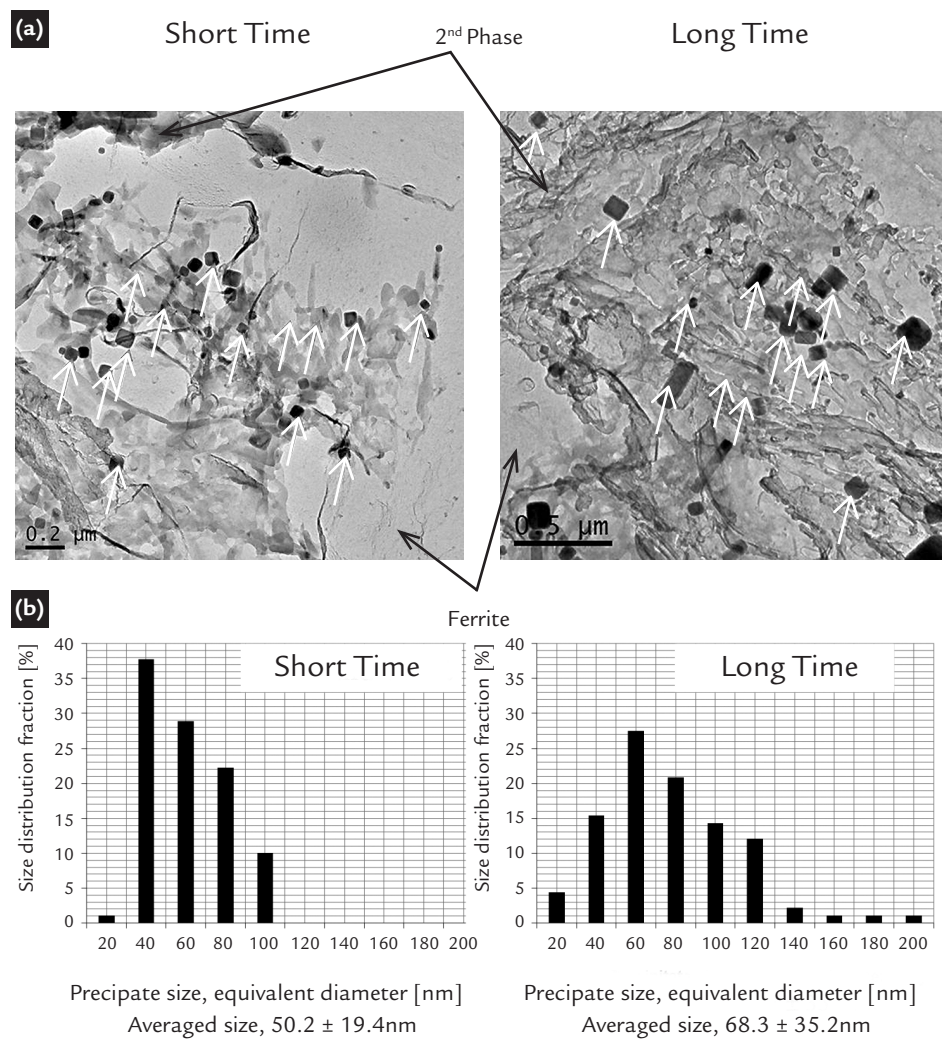 (a)
Short Time
2nd Phase
Long Time
0.2 µm
0.5 µm
(b)
Ferrite
Size distribution fraction [%]
40
35
30
25
20
15
10
5
0
Short Time
20 40 60 80 100 120 140 160 180 200
Precipate size, equivalent diameter [nm]
Averaged size, 50.2 ± 19.4nm
Size distribution fraction [%]
40
35
30
25
20
15
10
5
0
Long Time
20 40 60 80 100 120 140 160 180 200
Precipate size, equivalent diameter [nm]
Averaged size, 68.3 ± 35.2nm